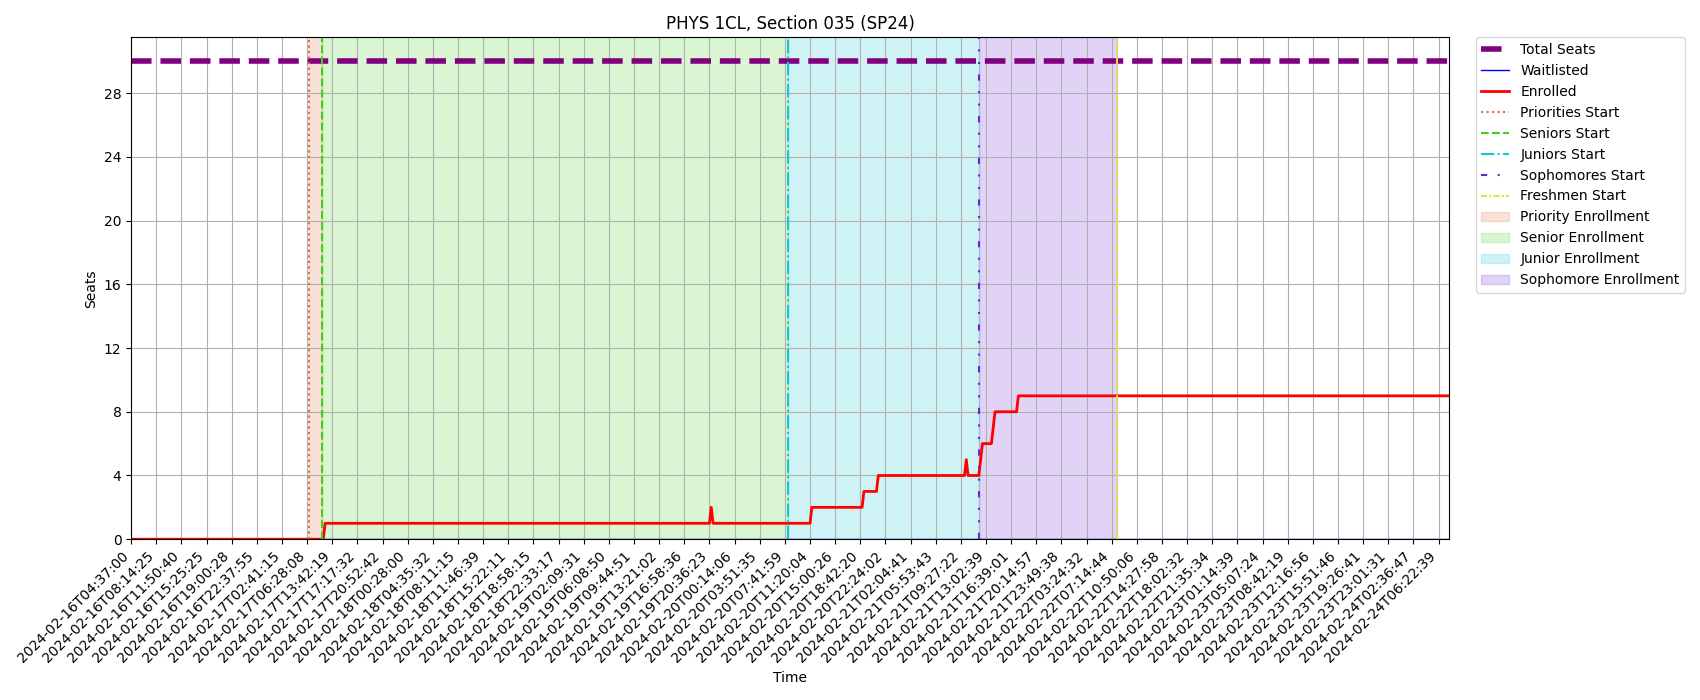 PHYS 1CL, Section 035 (SP24)
Total Seats
Waitlisted
Enrolled
Priorities Start
Seniors Start
Juniors Start
Sophomores Start
Freshmen Start
Priority Enrollment
Senior Enrollment
Junior Enrollment
Sophomore Enrollment
Seats
28
24
20
16
12
8
4
0
2024-02-16T04:37:00
2024-02-16T08:14:25
2024-02-16T11:50:40
2024-02-16T15:25:25
2024-02-16T19:00:28
2024-02-16T22:37:55
2024-02-17T02:41:15
2024-02-17T06:28:08
2024-02-17T13:42:19
2024-02-17T17:17:32
2024-02-17T20:52:42
2024-02-18T00:28:00
2024-02-18T04:35:32
2024-02-18T08:11:15
2024-02-18T11:46:39
2024-02-18T15:22:11
2024-02-18T18:58:15
2024-02-18T22:33:17
2024-02-19T02:09:31
2024-02-19T06:08:50
2024-02-19T09:44:51
2024-02-19T13:21:02
2024-02-19T16:58:36
2024-02-19T20:36:23
2024-02-20T00:14:06
2024-02-20T03:51:35
2024-02-20T07:41:59
2024-02-20T11:20:04
2024-02-20T15:00:26
2024-02-20T18:42:20
2024-02-20T22:24:02
2024-02-21T02:04:41
2024-02-21T05:53:43
2024-02-21T09:27:22
2024-02-21T13:02:39
2024-02-21T16:39:01
2024-02-21T20:14:57
2024-02-21T23:49:38
2024-02-22T03:24:32
2024-02-22T07:14:44
2024-02-22T10:50:06
2024-02-22T14:27:58
2024-02-22T18:02:32
2024-02-22T21:35:34
2024-02-23T01:14:39
2024-02-23T05:07:24
2024-02-23T08:42:19
2024-02-23T12:16:56
2024-02-23T15:51:46
2024-02-23T19:26:41
2024-02-23T23:01:31
2024-02-24T02:36:47
2024-02-24T06:22:39
Time